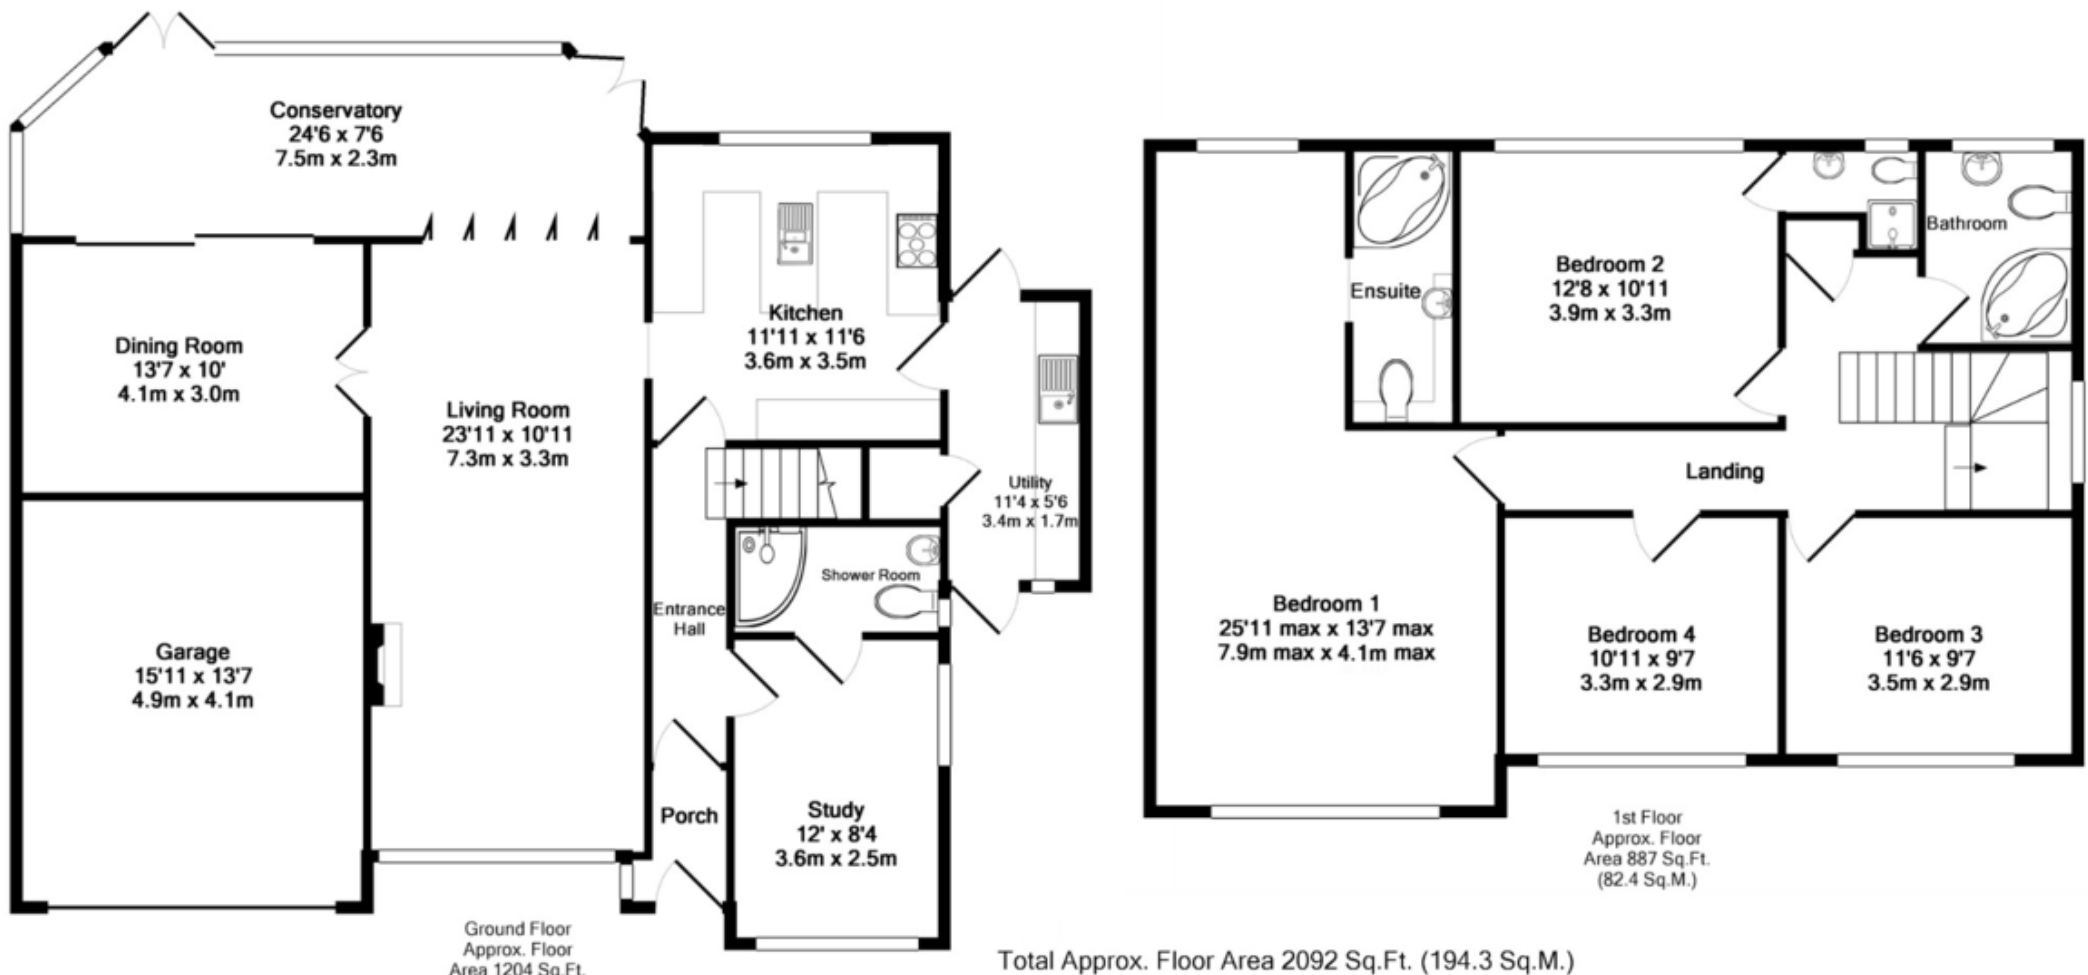 Conservatory
24'6 x 7'6
7.5m x 2.3m
Dining Room
13'7 x 10'
4.1m x 3.0m
Living Room
23'11 x 10'11
7.3m x 3.3m
Kitchen
11'11 x 11'6
3.6m x 3.5m
Utility
11'4 x 5'6
3.4m x 1.7m
Shower Room
Entrance
Hall
Garage
15'11 x 13'7
4.9m x 4.1m
Porch
Study
12' x 8'4
3.6m x 2.5m
Ground Floor
Approx. Floor
Area 1204 Sq.Ft.
Ensuite
Bedroom 2
12'8 x 10'11
3.9m x 3.3m
Bathroom
Landing
Bedroom 1
25'11 max x 13'7 max
7.9m max x 4.1m max
Bedroom 4
10'11 x 9'7
3.3m x 2.9m
Bedroom 3
11'6 x 9'7
3.5m x 2.9m
1st Floor
Approx. Floor
Area 887 Sq.Ft.
(82.4 Sq.M.)
Total Approx. Floor Area 2092 Sq.Ft. (194.3 Sq.M.)